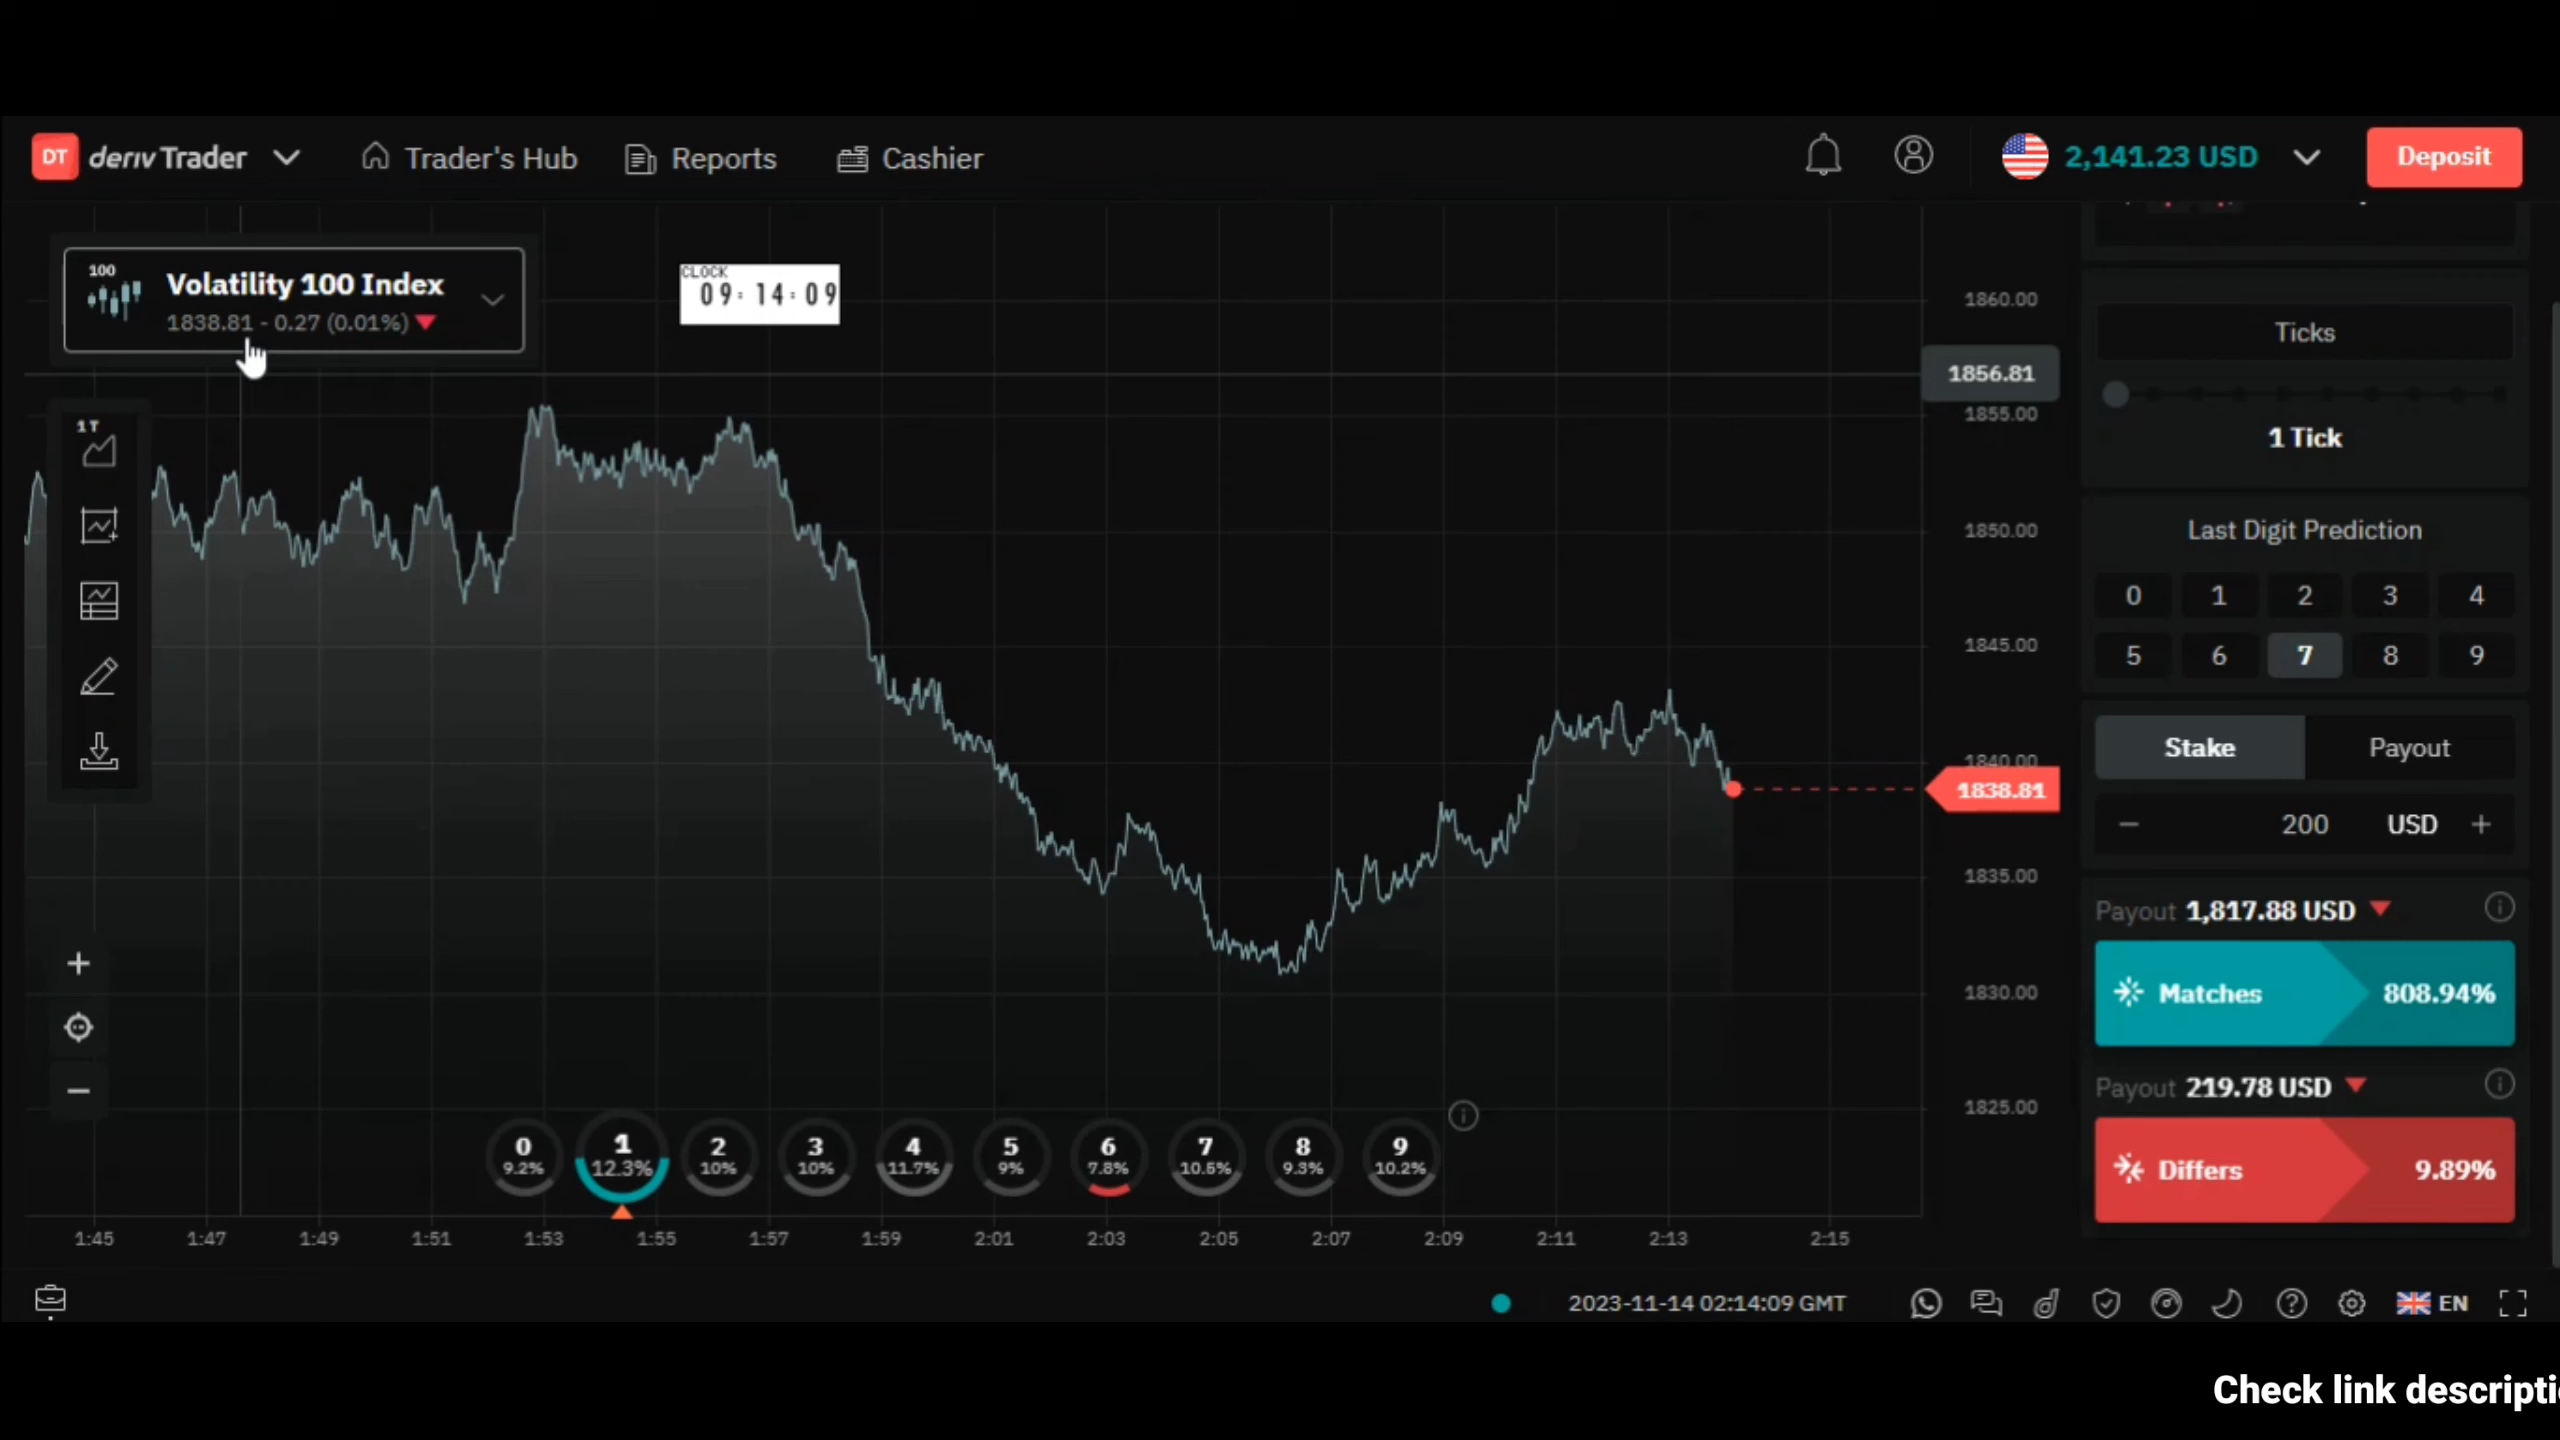 DT deriv Trader
Trader's Hub
Reports
Cashier
2,141.23 USD
Deposit
100
Volatility 100 Index
1838.81 - 0.27 (0.01%)
CLOCK
09:14:09
1T
1860.00
1856.81
1855.00
1850.00
1845.00
1840.00
1838.81
1835.00
1830.00
1825.00
Ticks
1 Tick
Last Digit Prediction
0 1 2 3 4
5 6 7 8 9
Stake Payout
− 200 USD +
Payout 1,817.88 USD
Matches 808.94%
Payout 219.78 USD
Differs 9.89%
0 1 2 3 4 5 6 7 8 9
9.2% 12.3% 10% 10% 11.7% 9% 7.8% 10.5% 9.3% 10.2%
1:45 1:47 1:49 1:51 1:53 1:55 1:57 1:59 2:01 2:03 2:05 2:07 2:09 2:11 2:13 2:15
2023-11-14 02:14:09 GMT
EN
Check link descripti